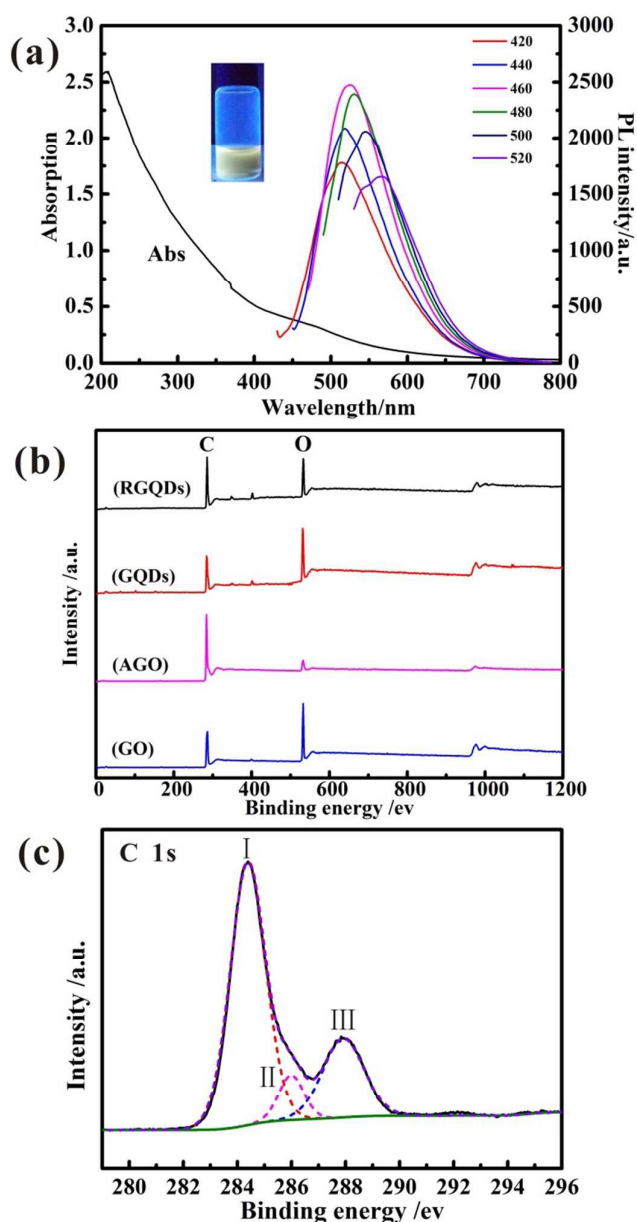 (a)
3.0
2.5
2.0
1.5
1.0
0.5
0.0
Absorption
Abs
420
440
460
480
500
520
3000
2500
2000
1500
1000
500
0
PL intensity/a.u.
200 300 400 500 600 700 800
Wavelength/nm
(b)
C O
(RGQDs)
(GQDs)
(AGO)
(GO)
Intensity /a.u.
0 200 400 600 800 1000 1200
Binding energy /ev
(c)
C 1s
I
II
III
Intensity /a.u.
280 282 284 286 288 290 292 294 296
Binding energy /ev